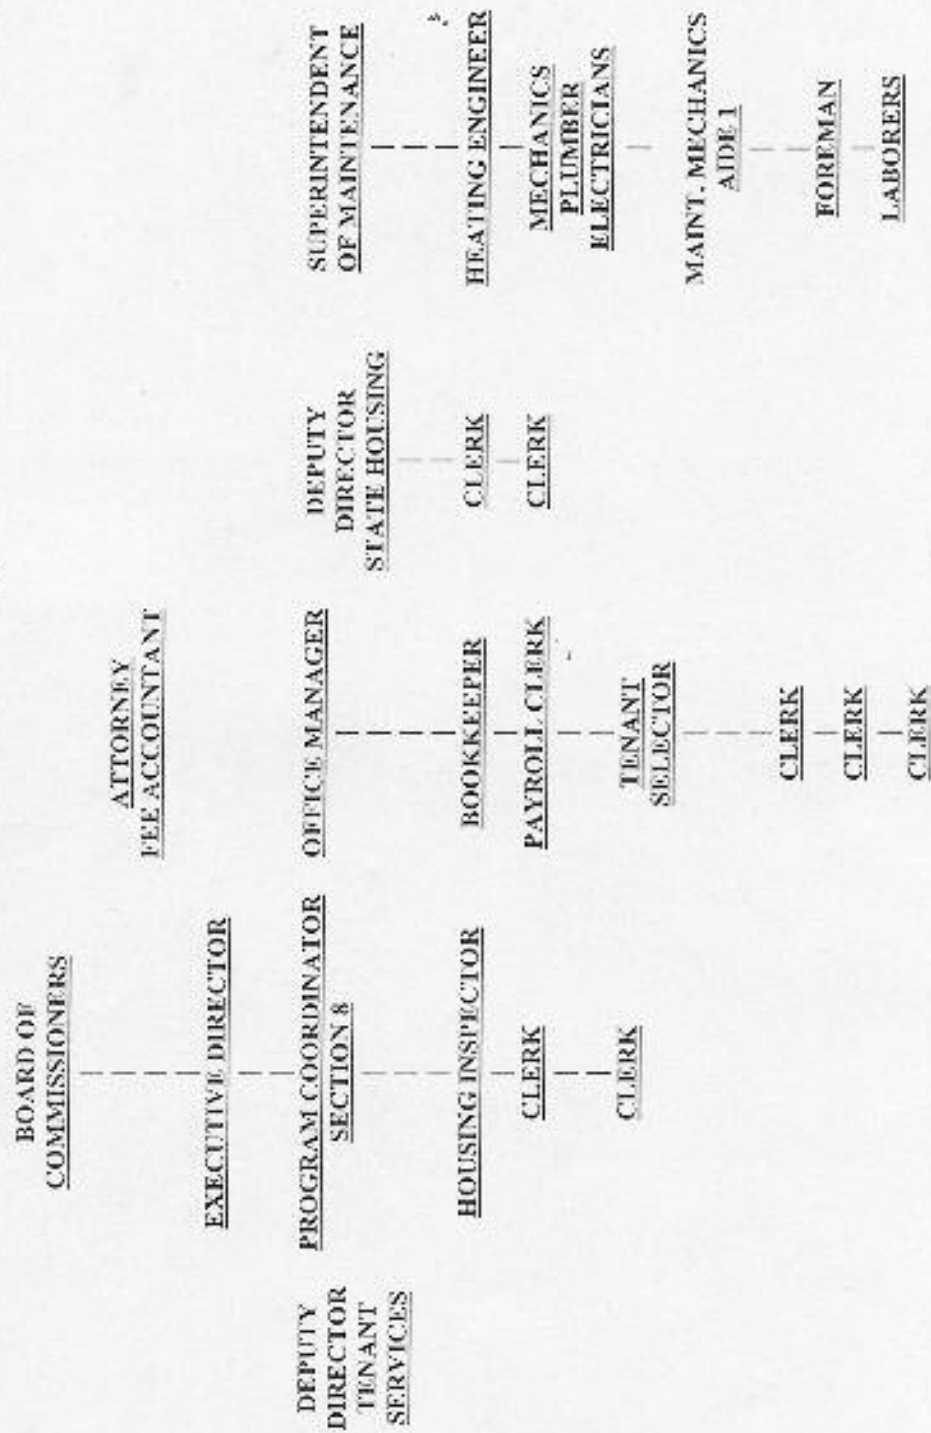 BOARD OF
COMMISSIONERS
ATTORNEY
FEE ACCOUNTANT
EXECUTIVE DIRECTOR
DEPUTY
DIRECTOR
TENANT
SERVICES
PROGRAM COORDINATOR
SECTION 8
HOUSING INSPECTOR
CLERK
CLERK
OFFICE MANAGER
BOOKKEEPER
PAYROLL CLERK
TENANT
SELECTOR
CLERK
CLERK
CLERK
DEPUTY
DIRECTOR
STATE HOUSING
CLERK
CLERK
SUPERINTENDENT
OF MAINTENANCE
HEATING ENGINEER
MECHANICS
PLUMBER
ELECTRICIANS
MAINT. MECHANICS
AIDE 1
FOREMAN
LABORERS